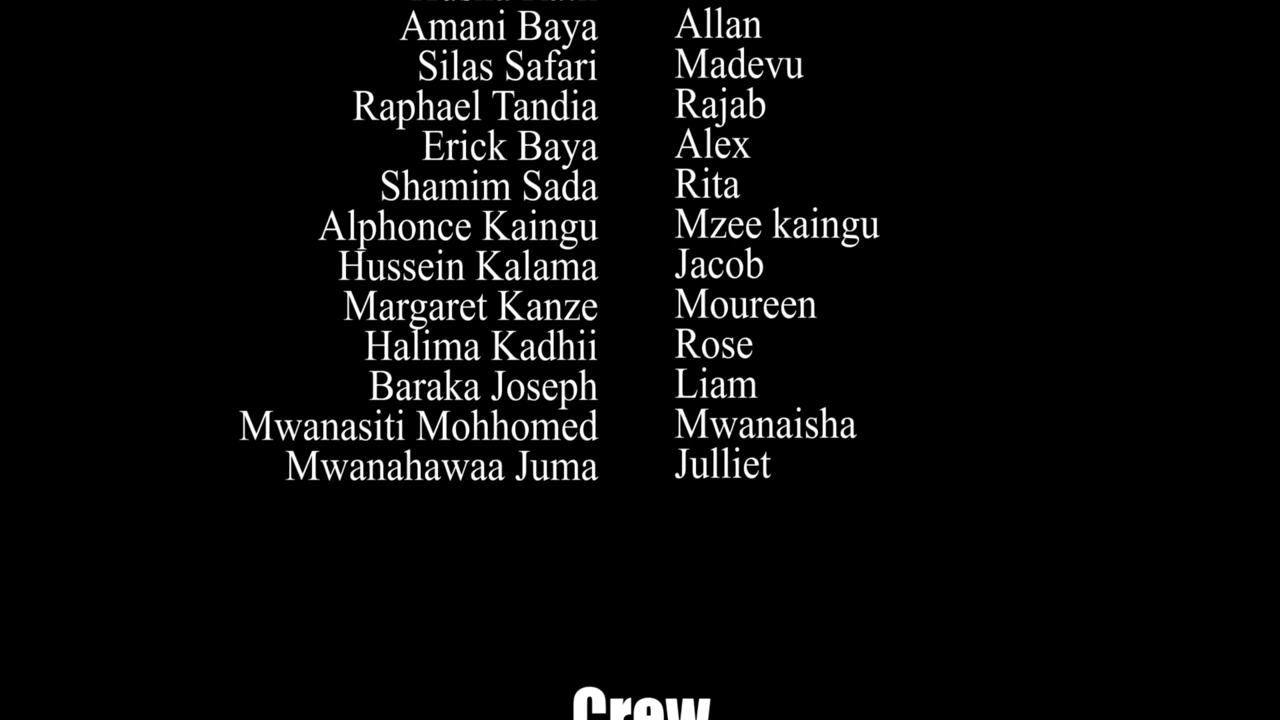 Amani Baya Allan
Silas Safari Madevu
Raphael Tandia Rajab
Erick Baya Alex
Shamim Sada Rita
Alphonce Kaingu Mzee kaingu
Hussein Kalama Jacob
Margaret Kanze Moureen
Halima Kadhii Rose
Baraka Joseph Liam
Mwanasiti Mohhomed Mwanaisha
Mwanahawaa Juma Julliet
Crew